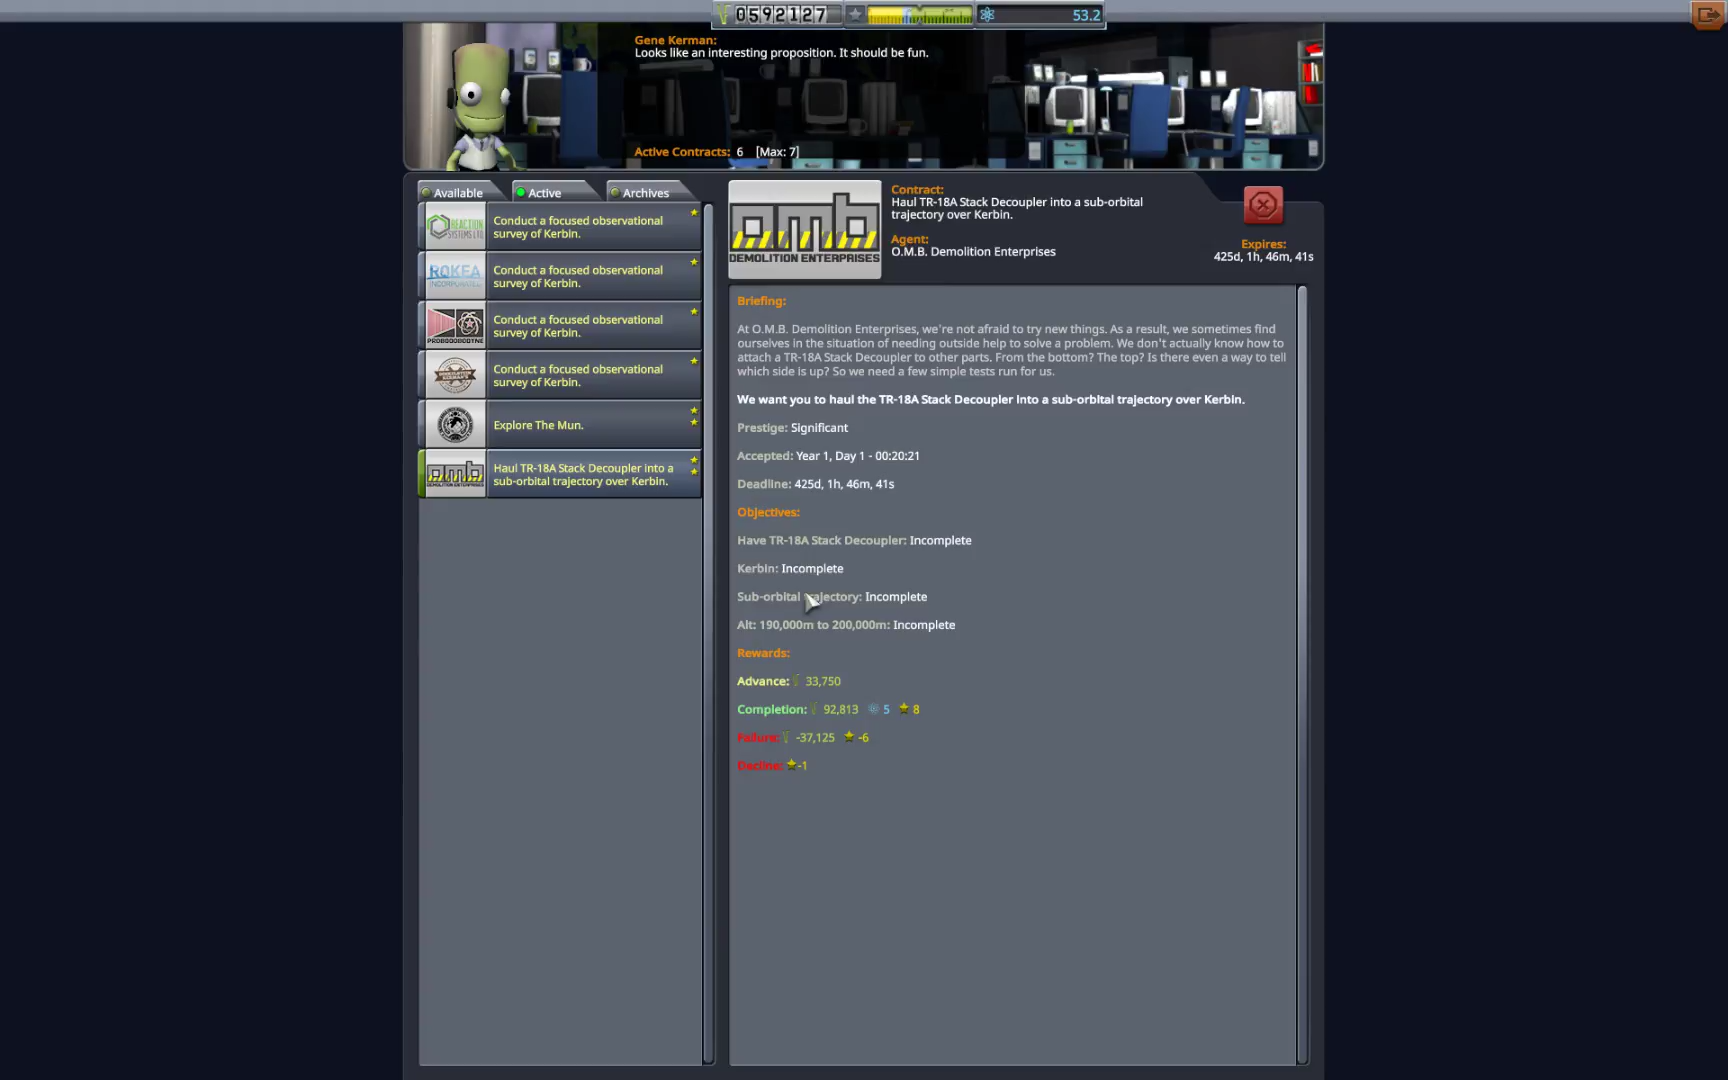 0592127
53.2
Gene Kerman:
Looks like an interesting proposition. It should be fun.
Active Contracts: 6 [Max: 7]
Available
Active
Archives
REACTION
SYSTEMS LTD
Conduct a focused observational
survey of Kerbin.
ROKEA
INCORPORATED
Conduct a focused observational
survey of Kerbin.
PROBODOBODYNE
Conduct a focused observational
survey of Kerbin.
Conduct a focused observational
survey of Kerbin.
Explore The Mun.
omb
DEMOLITION ENTERPRISES
Haul TR-18A Stack Decoupler into a
sub-orbital trajectory over Kerbin.
omb
DEMOLITION ENTERPRISES
Contract:
Haul TR-18A Stack Decoupler into a sub-orbital
trajectory over Kerbin.
Agent:
O.M.B. Demolition Enterprises
Expires:
425d, 1h, 46m, 41s
Briefing:
At O.M.B. Demolition Enterprises, we're not afraid to try new things. As a result, we sometimes find
ourselves in the situation of needing outside help to solve a problem. We don't actually know how to
attach a TR-18A Stack Decoupler to other parts. From the bottom? The top? Is there even a way to tell
which side is up? So we need a few simple tests run for us.
We want you to haul the TR-18A Stack Decoupler into a sub-orbital trajectory over Kerbin.
Prestige: Significant
Accepted: Year 1, Day 1 - 00:20:21
Deadline: 425d, 1h, 46m, 41s
Objectives:
Have TR-18A Stack Decoupler: Incomplete
Kerbin: Incomplete
Sub-orbital trajectory: Incomplete
Alt: 190,000m to 200,000m: Incomplete
Rewards:
Advance: 33,750
Completion: 92,813 5 8
Failure: -37,125 -6
Decline: -1